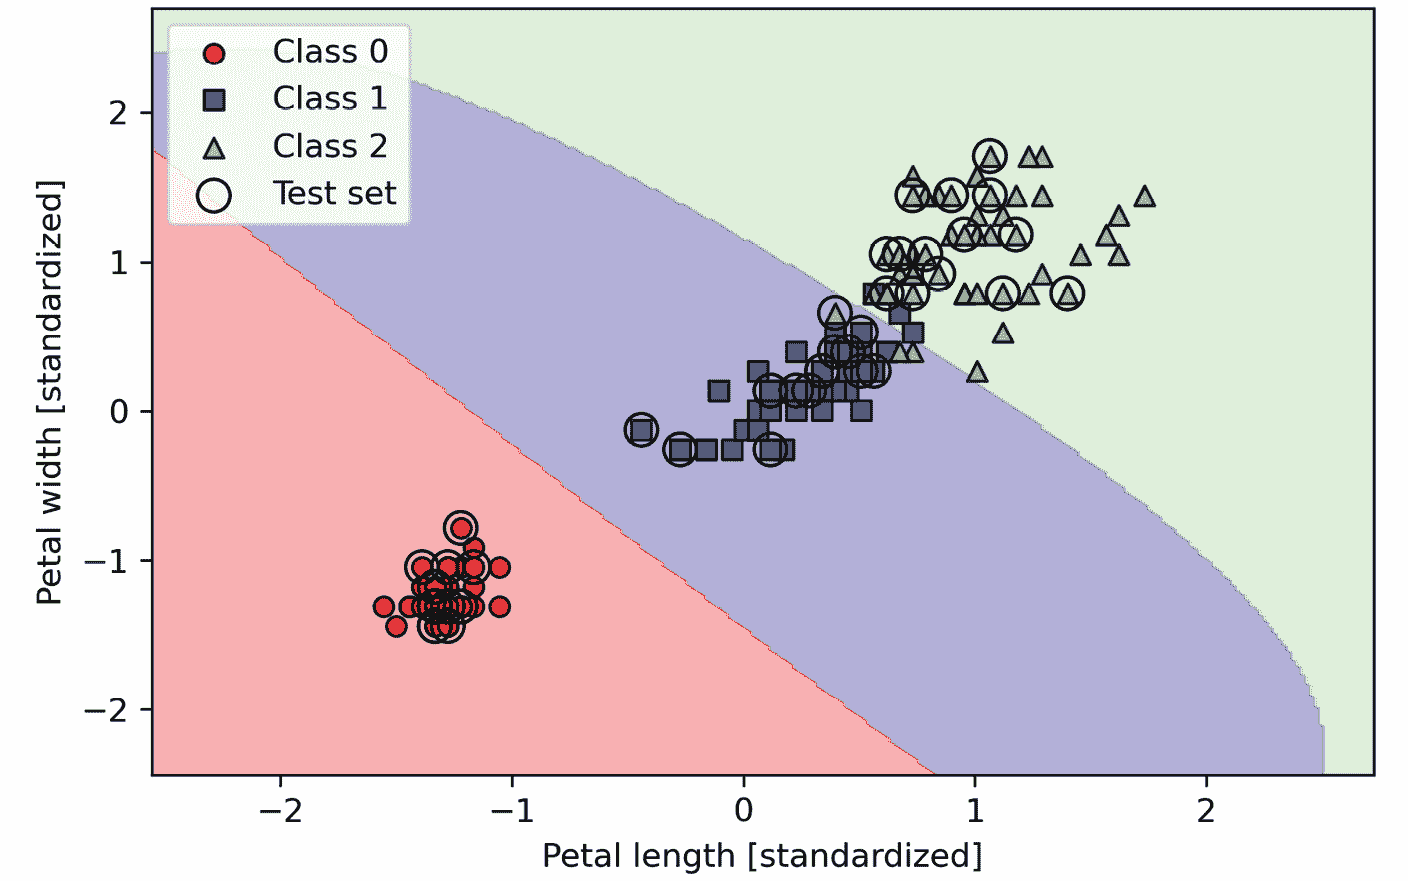 Class 0
Class 1
Class 2
Test set
2
1
0
−1
−2
Petal width [standardized]
−2
−1
0
1
2
Petal length [standardized]